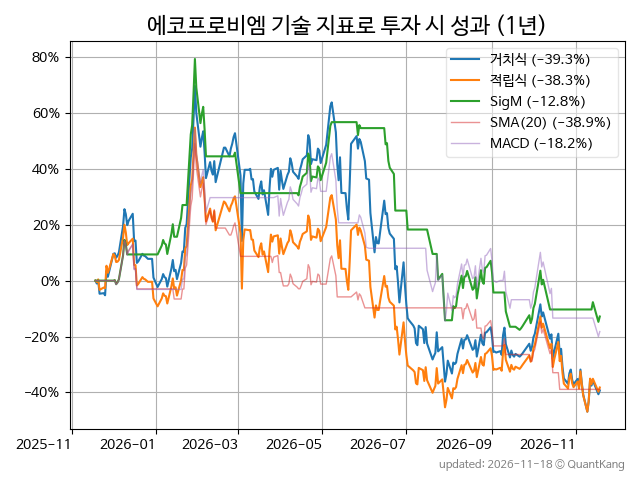 에코프로비엠 기술 지표로 투자 시 성과 (1년)
거치식 (−39.3%)
적립식 (−38.3%)
SigM (−12.8%)
SMA(20) (−38.9%)
MACD (−18.2%)
80%
60%
40%
20%
0%
−20%
−40%
2025-11 2026-01 2026-03 2026-05 2026-07 2026-09 2026-11
updated: 2026-11-18 © QuantKang